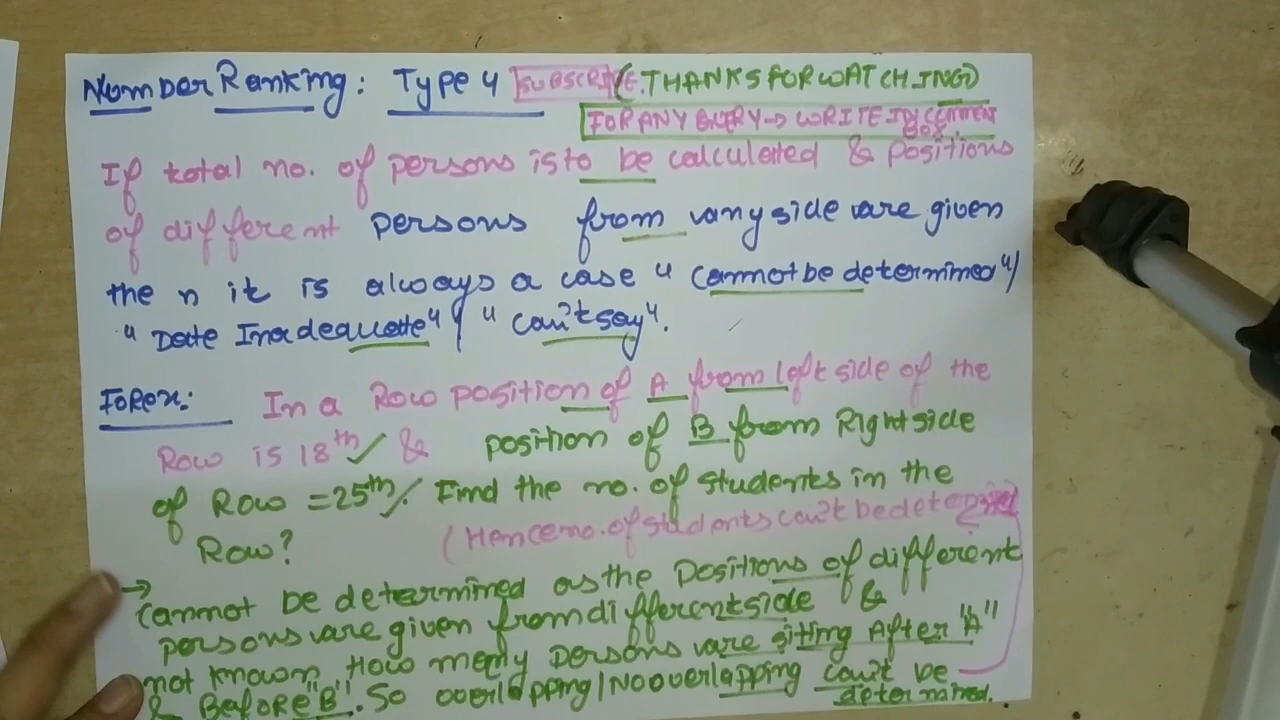 Number Ranking: Type 4 SUBSCRIBE (THANKS FOR WATCHING)
FOR ANY QUERY → WRITE IN COMMENT BOX.
If total no. of persons is to be calculated & positions
of different persons from any side are given
then it is always a case "cannot be determined"/
"Date Inadequate"/ "can't say".
For ex: In a Row position of A from left side of the
Row is 18th ✓ & position of B from Right side
of Row = 25th ✓. Find the no. of students in the
Row? (Hence no. of students can't be determined)
→ cannot be determined as the positions of different
persons are given from different side &
not known How many persons are siting After "A"
& Before "B". So overlapping / No overlapping can't be
determined.